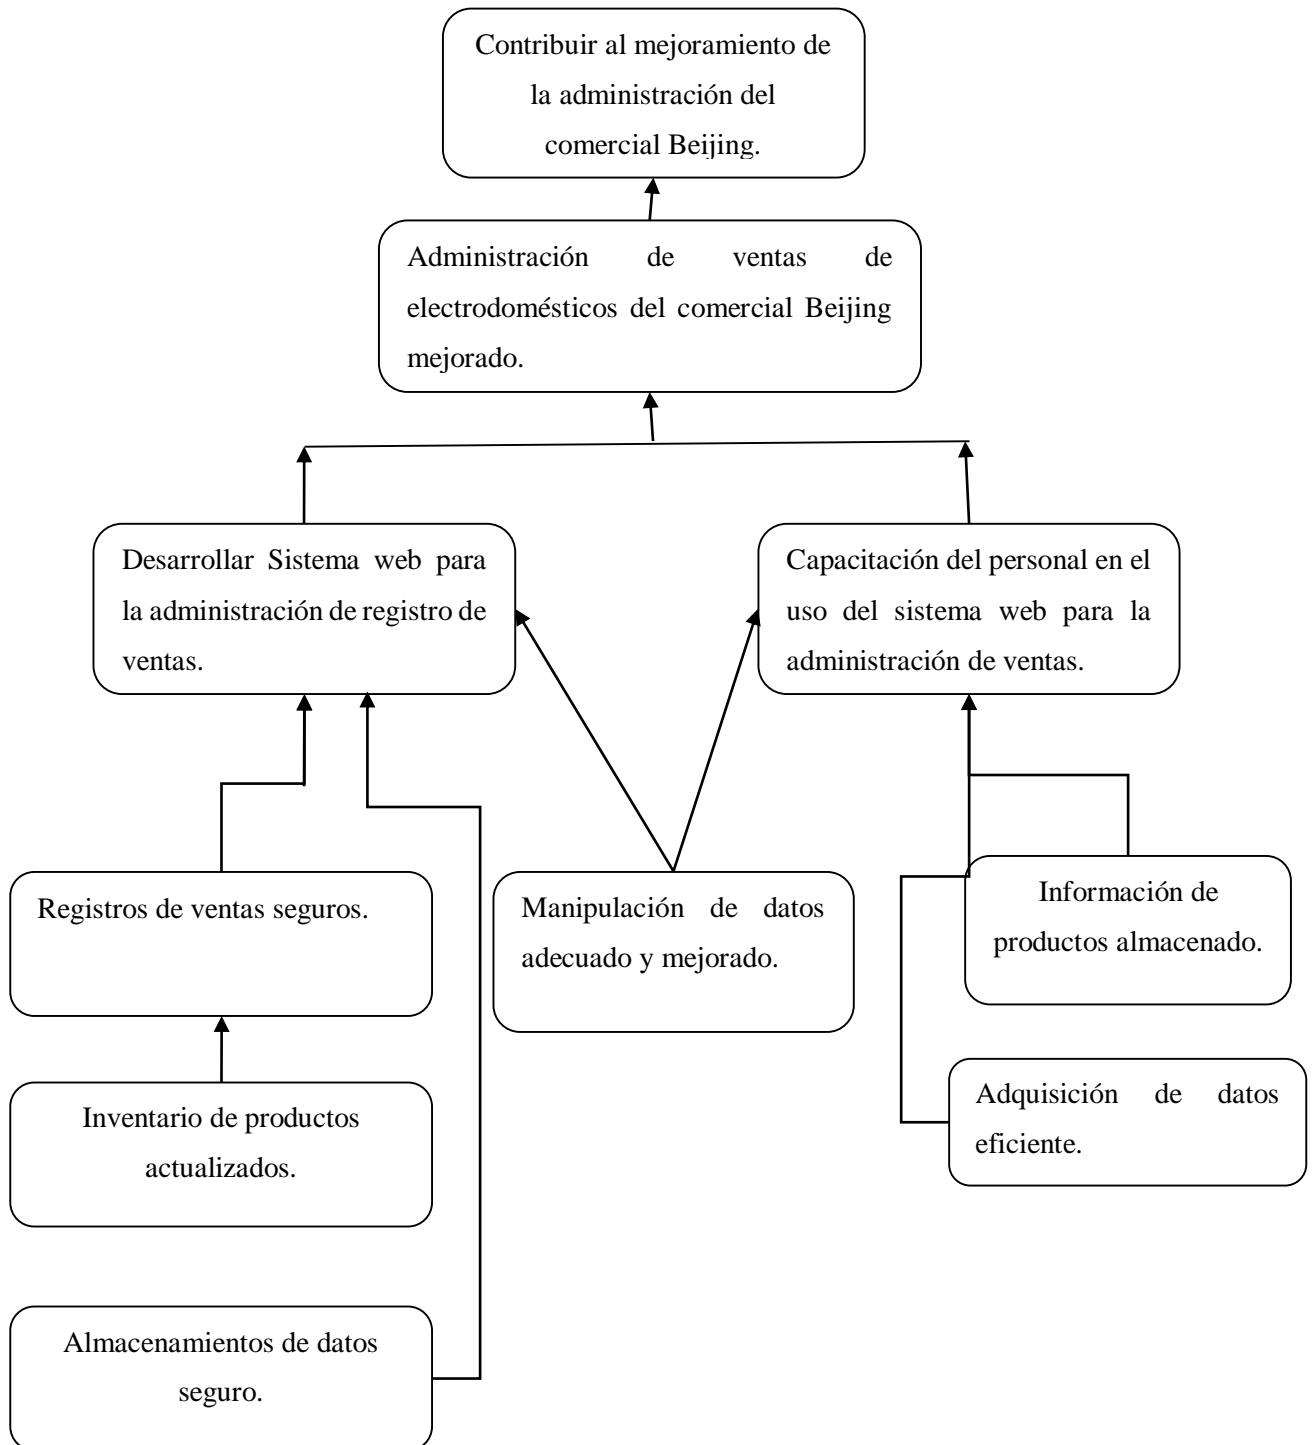 Contribuir al mejoramiento de
la administración del
comercial Beijing.
Administración de ventas de
electrodomésticos del comercial Beijing
mejorado.
Desarrollar Sistema web para
la administración de registro de
ventas.
Capacitación del personal en el
uso del sistema web para la
administración de ventas.
Registros de ventas seguros.
Manipulación de datos
adecuado y mejorado.
Información de
productos almacenado.
Inventario de productos
actualizados.
Adquisición de datos
eficiente.
Almacenamientos de datos
seguro.